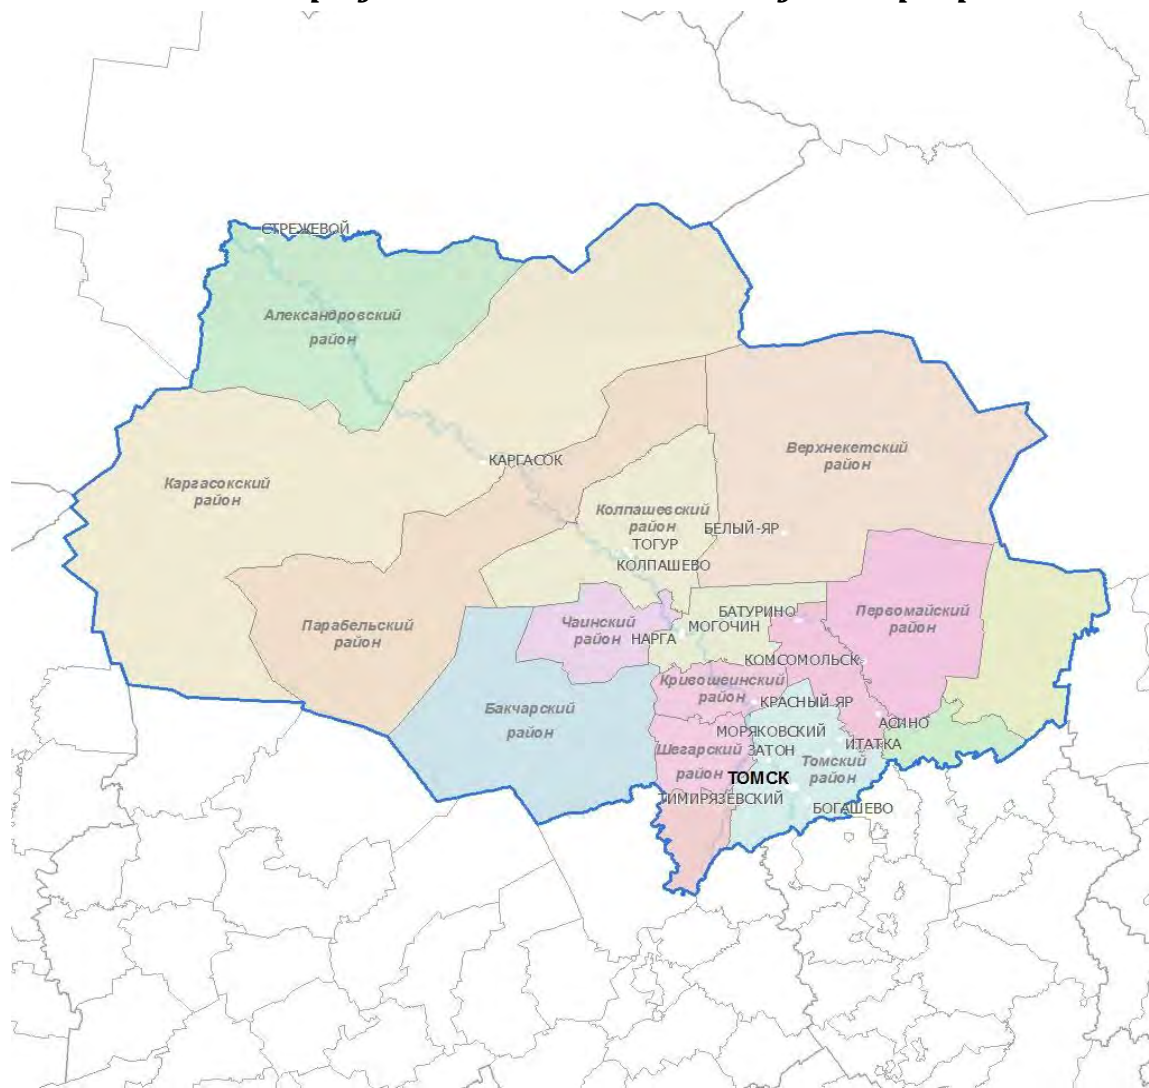 СТРЕЖЕВОЙ
Александровский
район
Верхнекетский
район
КАРГАСОК
Каргасокский
район
Колпашевский
район
БЕЛЫЙ-ЯР
ТОГУР
КОЛПАШЕВО
Парабельский
район
Чаинский
район
НАРГА
МОГОЧИН
БАТУРИНО
Первомайский
район
КОМСОМОЛЬСК
Кривошеинский
район
КРАСНЫЙ-ЯР
Бакчарский
район
АСИНО
МОРЯКОВСКИЙ
ЗАТОН
ИТАТКА
Шегарский
район
Томский
район
ТОМСК
ТИМИРЯЗЕВСКИЙ
БОГАШЕВО